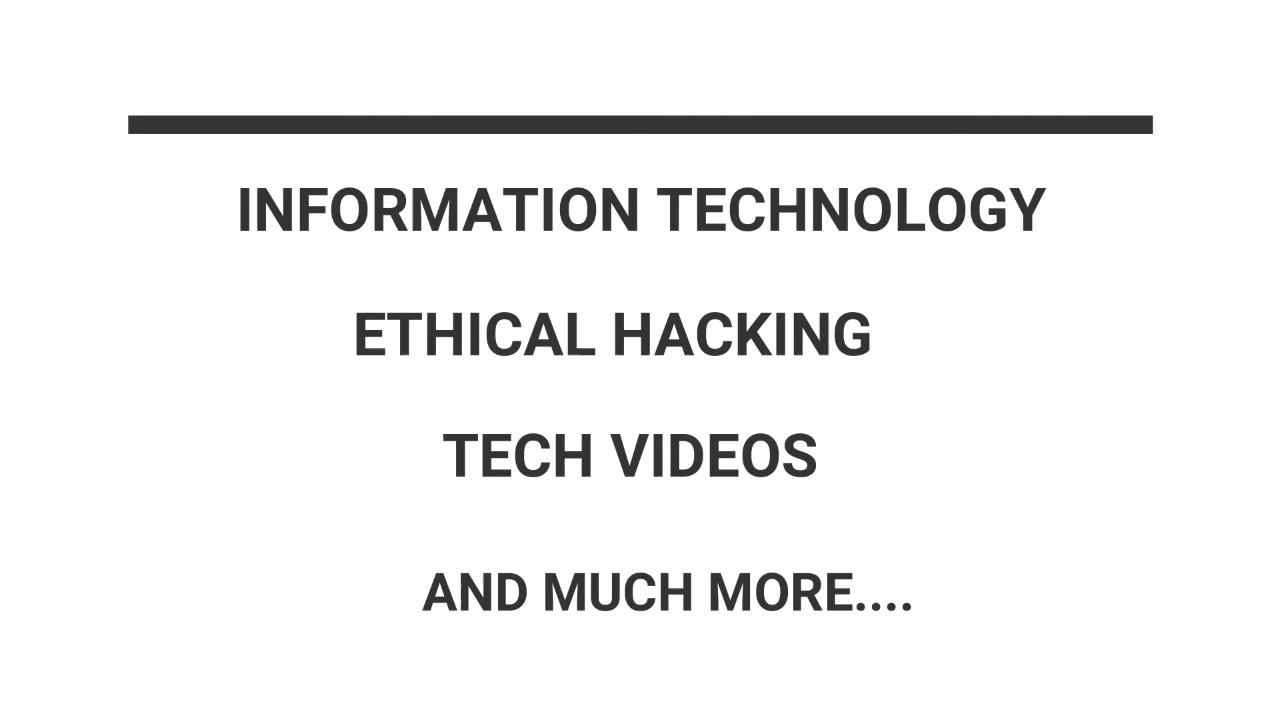 INFORMATION TECHNOLOGY
ETHICAL HACKING
TECH VIDEOS
AND MUCH MORE....